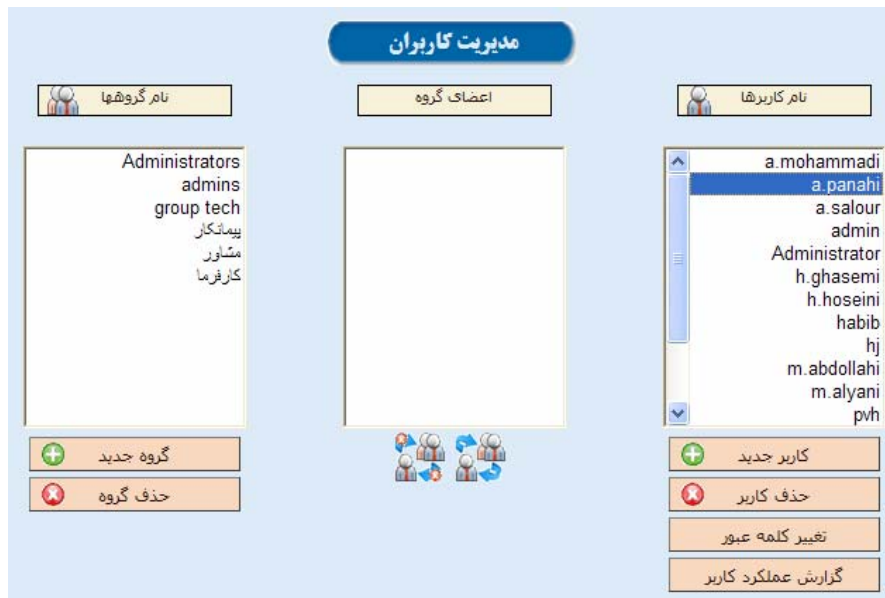 مدیریت کاربران
نام کاربرها
a.mohammadi
a.panahi
a.salour
admin
Administrator
h.ghasemi
h.hoseini
habib
hj
m.abdollahi
m.alyani
pvh
کاربر جدید
حذف کاربر
تغییر کلمه عبور
گزارش عملکرد کاربر
اعضای گروه
نام گروهها
Administrators
admins
group tech
پیمانکار
مشاور
کارفرما
گروه جدید
حذف گروه